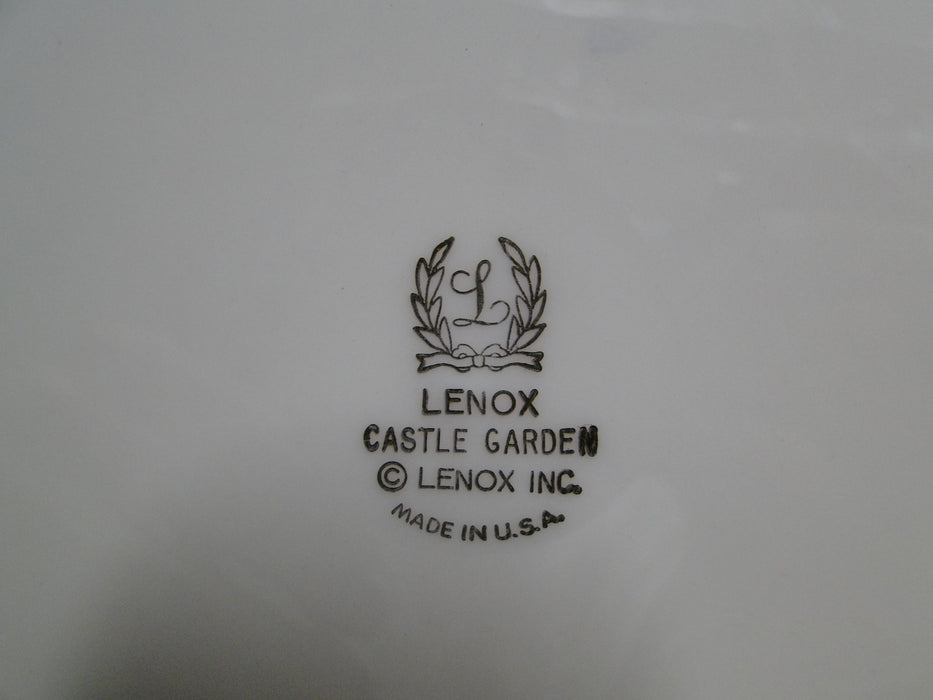 L
LENOX
CASTLE GARDEN
© LENOX INC.
MADE IN U.S.A.